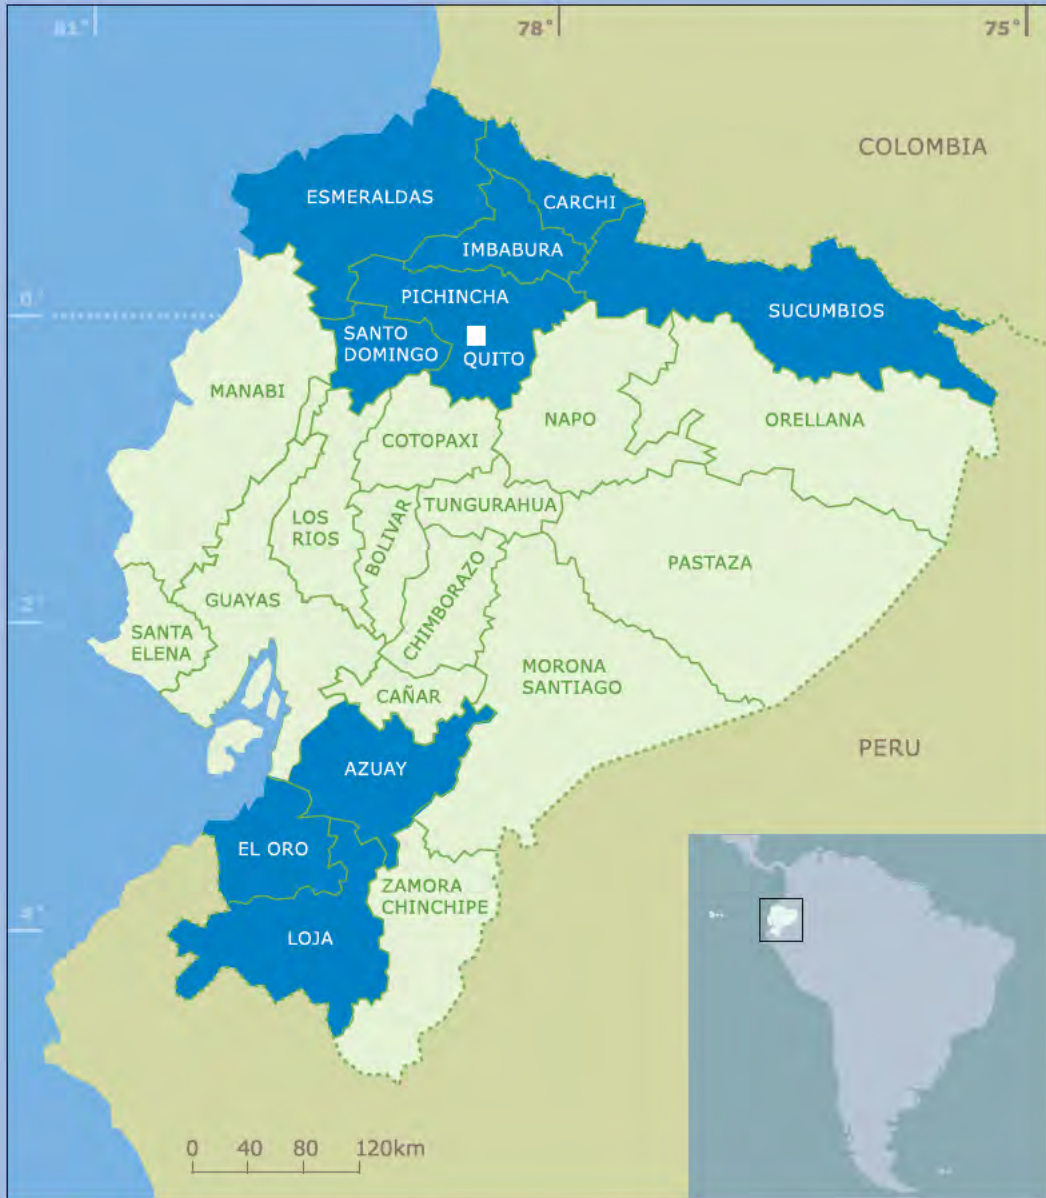 81°
78°
75°
COLOMBIA
ESMERALDAS
CARCHI
IMBABURA
PICHINCHA
0°
SUCUMBIOS
SANTO
DOMINGO
QUITO
MANABI
NAPO
ORELLANA
COTOPAXI
TUNGURAHUA
LOS
RIOS
BOLIVAR
PASTAZA
CHIMBORAZO
GUAYAS
2°
SANTA
ELENA
MORONA
SANTIAGO
CAÑAR
PERU
AZUAY
EL ORO
ZAMORA
CHINCHIPE
4°
LOJA
0 40 80 120km